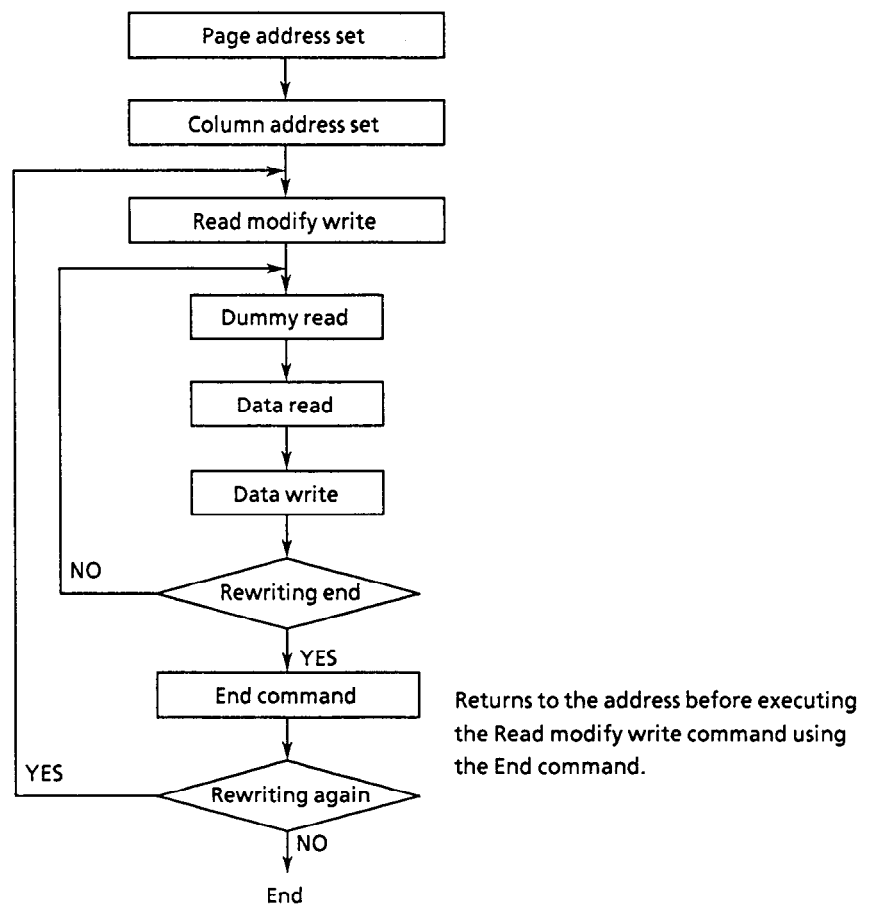 Page address set
Column address set
Read modify write
Dummy read
Data read
Data write
NO
Rewriting end
YES
End command
Returns to the address before executing
the Read modify write command using
the End command.
YES
Rewriting again
NO
End